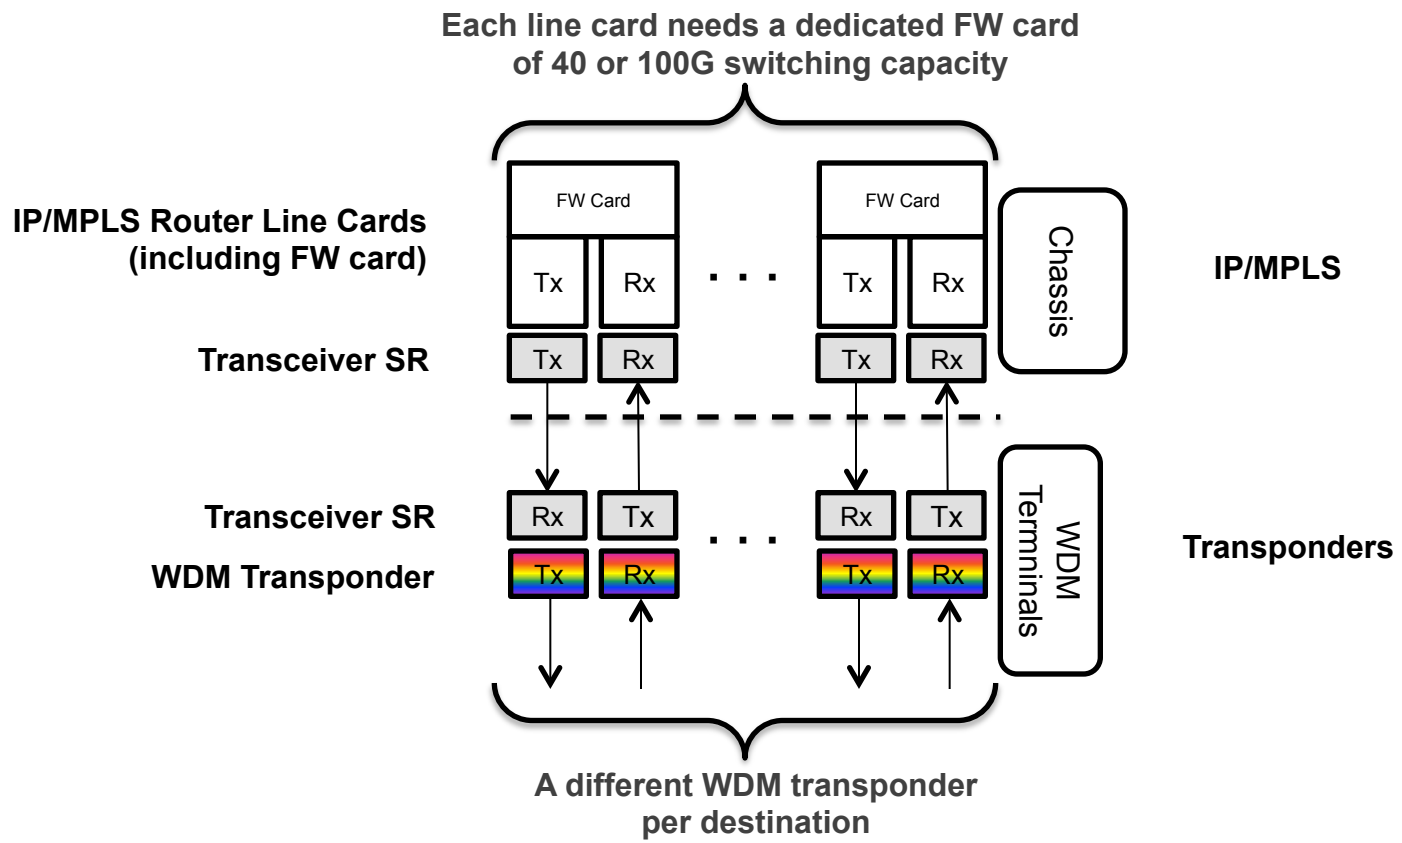 Each line card needs a dedicated FW card
of 40 or 100G switching capacity
FW Card
FW Card
IP/MPLS Router Line Cards
(including FW card)
Tx Rx . . . Tx Rx
Chassis
IP/MPLS
Transceiver SR
Tx Rx Tx Rx
Transceiver SR
Rx Tx . . . Rx Tx
WDM Transponder
Tx Rx Tx Rx
WDM
Termninals
Transponders
A different WDM transponder
per destination